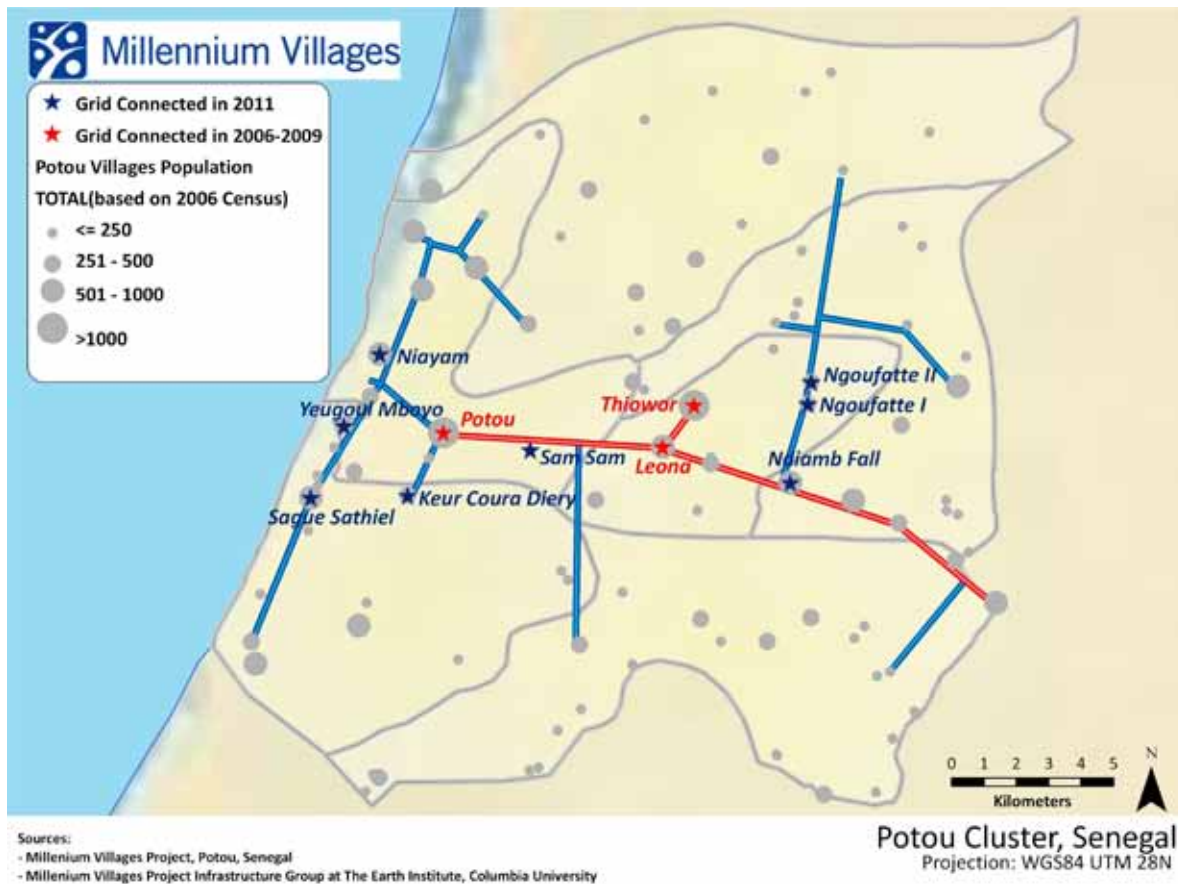 Millennium Villages
Grid Connected in 2011
Grid Connected in 2006-2009
Potou Villages Population
TOTAL(based on 2006 Census)
<= 250
251 - 500
501 - 1000
>1000
Niayam
Ngoufatte II
Ngoufatte I
Thiowor
Yeugoul Mboyo
Potou
Sam Sam
Leona
Ndiamb Fall
Keur Coura Diery
Sague Sathiel
N
0 1 2 3 4 5
Kilometers
Potou Cluster, Senegal
Projection: WGS84 UTM 28N
Sources:
- Millenium Villages Project, Potou, Senegal
- Millenium Villages Project Infrastructure Group at The Earth Institute, Columbia University